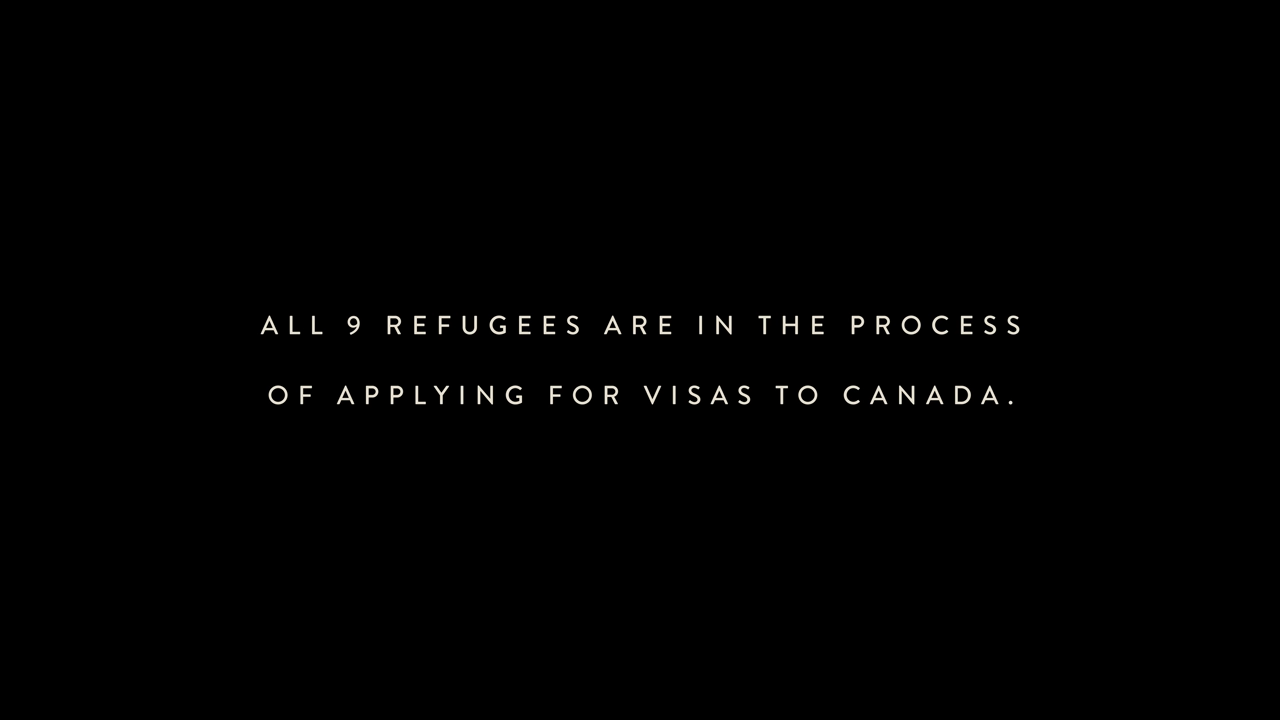 ALL 9 REFUGEES ARE IN THE PROCESS
OF APPLYING FOR VISAS TO CANADA.